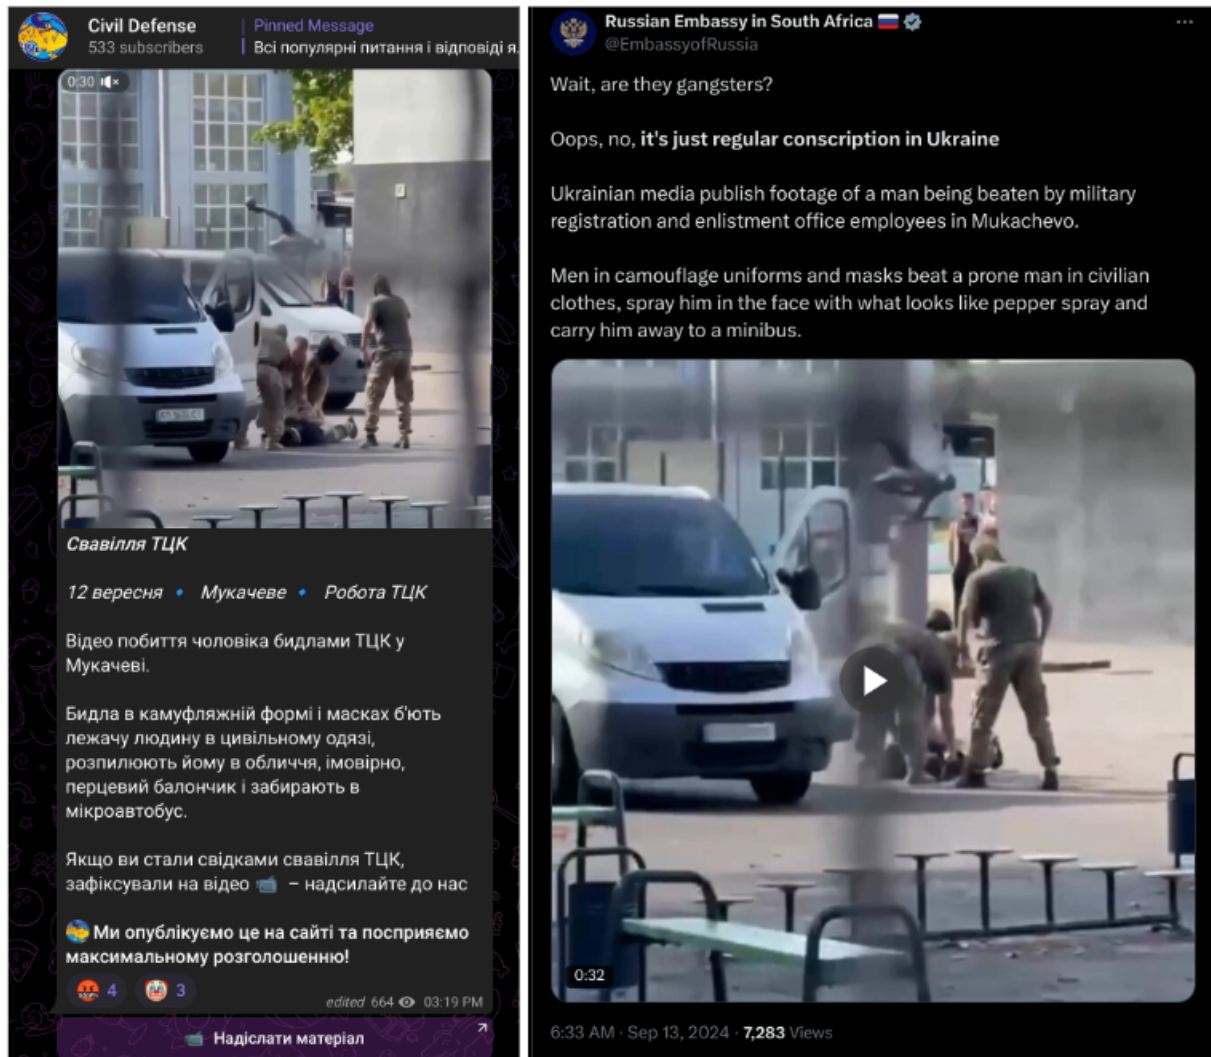 Civil Defense
533 subscribers
Pinned Message
Всі популярні питання і відповіді я.
0:30
Свавілля ТЦК
12 вересня 🔹 Мукачеве 🔹 Робота ТЦК
Відео побиття чоловіка бидлами ТЦК у
Мукачеві.
Бидла в камуфляжній формі і масках б'ють
лежачу людину в цивільному одязі,
розпилюють йому в обличчя, імовірно,
перцевий балончик і забирають в
мікроавтобус.
Якщо ви стали свідками свавілля ТЦК,
зафіксували на відео 📹 – надсилайте до нас
Ми опублікуємо це на сайті та посприяємо
максимальному розголошенню!
4 3
edited 664 03:19 PM
📹 Надіслати матеріал
Russian Embassy in South Africa 🇷🇺
@EmbassyofRussia
Wait, are they gangsters?
Oops, no, it's just regular conscription in Ukraine
Ukrainian media publish footage of a man being beaten by military
registration and enlistment office employees in Mukachevo.
Men in camouflage uniforms and masks beat a prone man in civilian
clothes, spray him in the face with what looks like pepper spray and
carry him away to a minibus.
0:32
6:33 AM · Sep 13, 2024 · 7,283 Views